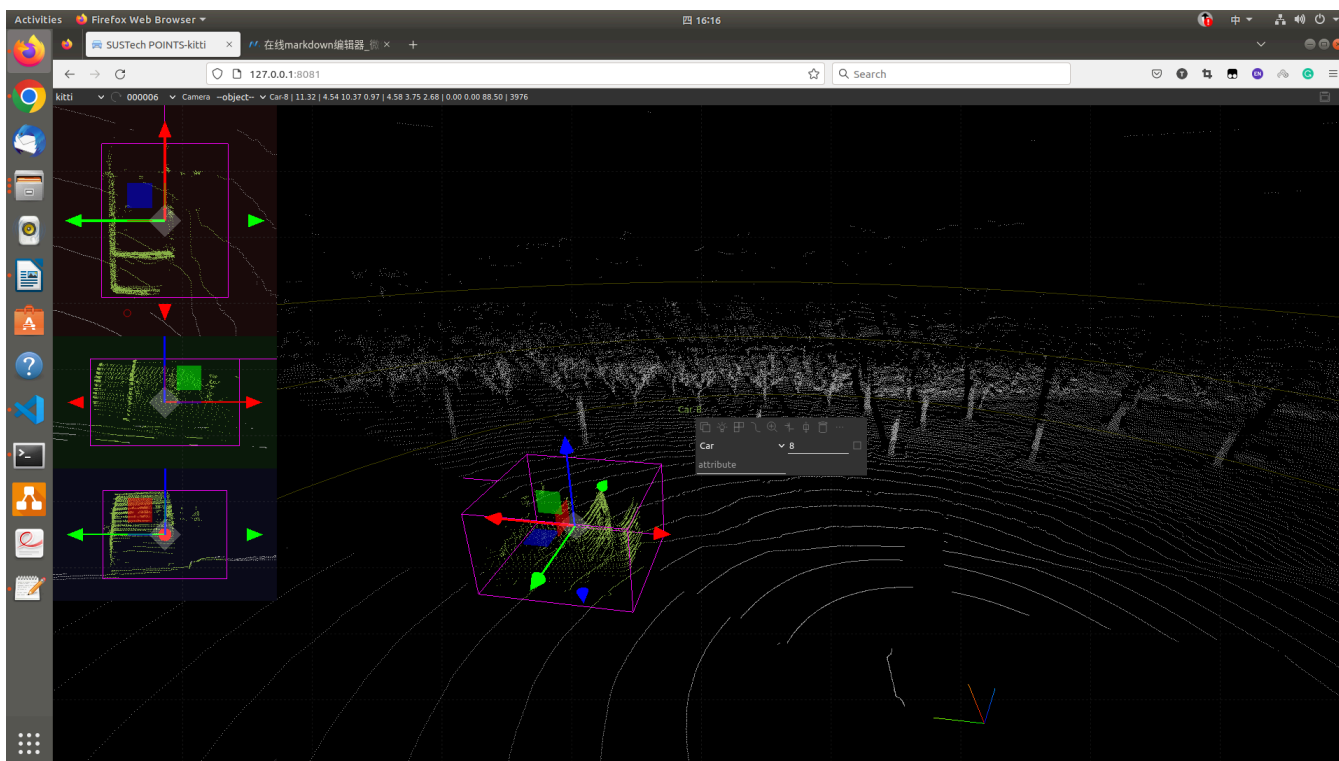 Activities Firefox Web Browser 四 16:16 中
SUSTech POINTS-kitti × 在线markdown编辑器_微 × +
127.0.0.1:8081 Search
kitti 000006 Camera --object-- Car-8 | 11.32 | 4.54 10.37 0.97 | 4.58 3.75 2.68 | 0.00 0.00 88.50 | 3976
Car-8
Car 8
attribute